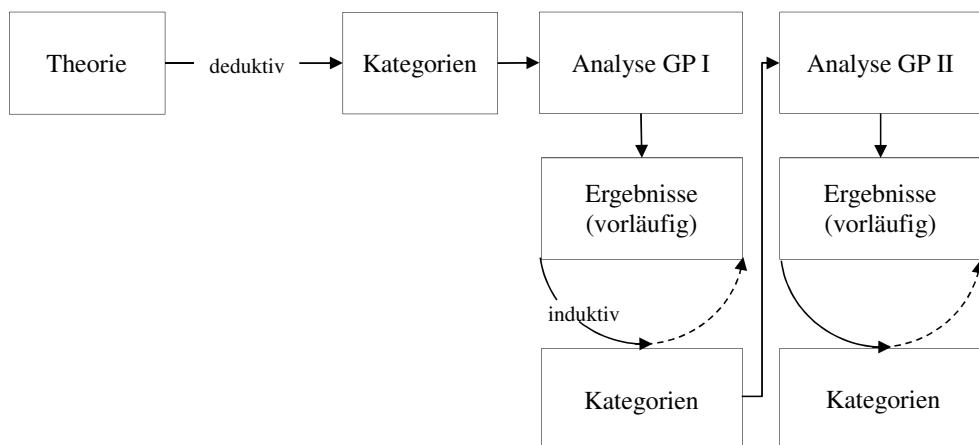 Theorie
deduktiv
Kategorien
Analyse GP I
Analyse GP II
Ergebnisse
(vorläufig)
Ergebnisse
(vorläufig)
induktiv
Kategorien
Kategorien